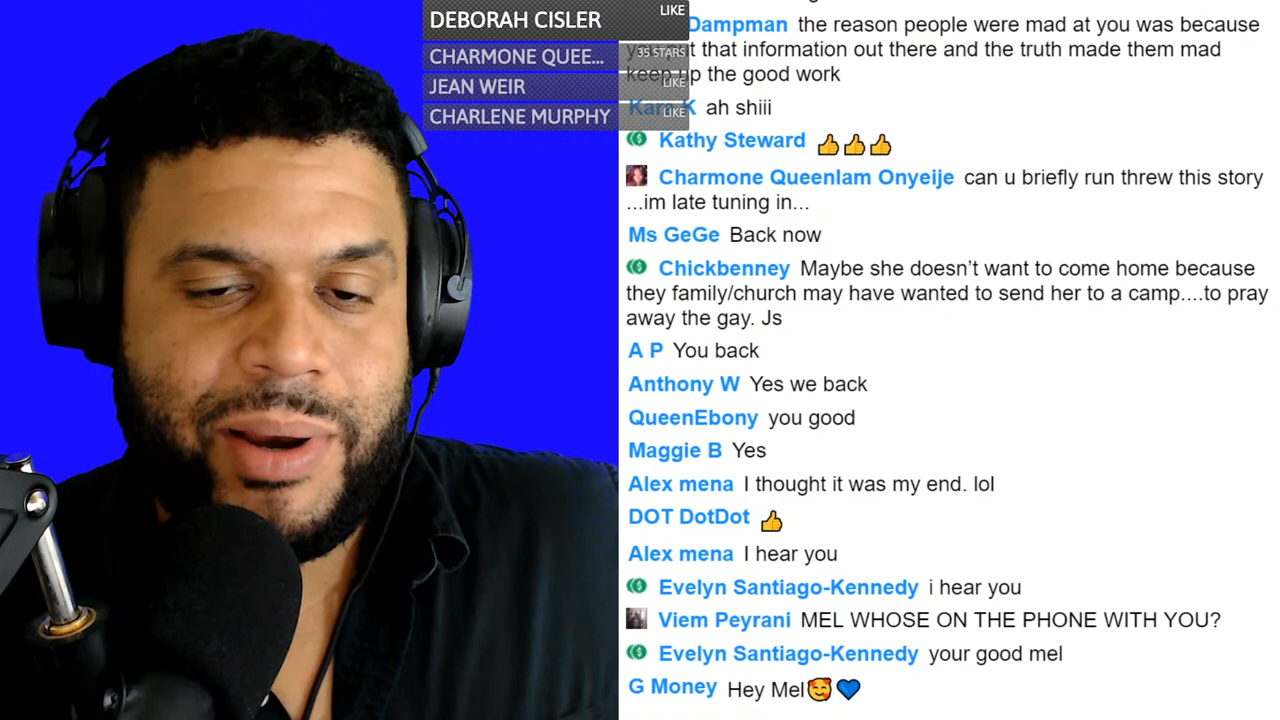 DEBORAH CISLER LIKE
CHARMONE QUEE... 35 STARS
JEAN WEIR LIKE
CHARLENE MURPHY LIKE
Dampman the reason people were mad at you was because
that information out there and the truth made them mad
keep up the good work
Kara K ah shiii
Kathy Steward 👍👍👍
Charmone Queenlam Onyeije can u briefly run threw this story
...im late tuning in...
Ms GeGe Back now
Chickbenney Maybe she doesn’t want to come home because
they family/church may have wanted to send her to a camp....to pray
away the gay. Js
A P You back
Anthony W Yes we back
QueenEbony you good
Maggie B Yes
Alex mena I thought it was my end. lol
DOT DotDot 👍
Alex mena I hear you
Evelyn Santiago-Kennedy i hear you
Viem Peyrani MEL WHOSE ON THE PHONE WITH YOU?
Evelyn Santiago-Kennedy your good mel
G Money Hey Mel🥰💙